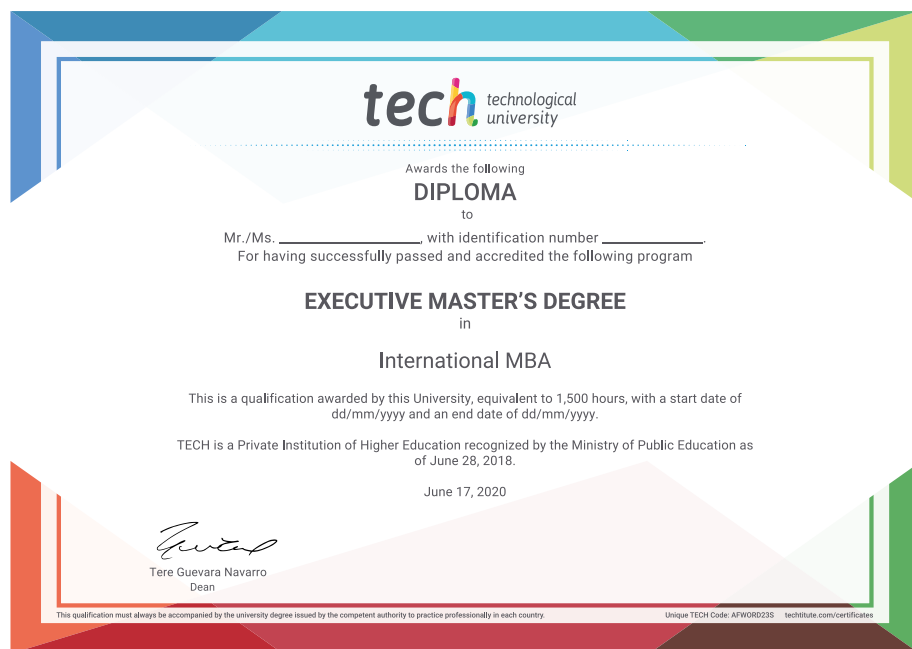 tech technological
university
Awards the following
DIPLOMA
to
Mr./Ms. ____________________, with identification number ______________.
For having successfully passed and accredited the following program
EXECUTIVE MASTER'S DEGREE
in
International MBA
This is a qualification awarded by this University, equivalent to 1,500 hours, with a start date of
dd/mm/yyyy and an end date of dd/mm/yyyy.
TECH is a Private Institution of Higher Education recognized by the Ministry of Public Education as
of June 28, 2018.
June 17, 2020
Tere Guevara Navarro
Dean
This qualification must always be accompanied by the university degree issued by the competent authority to practice professionally in each country.
Unique TECH Code: AFWORD23S techtitute.com/certificates